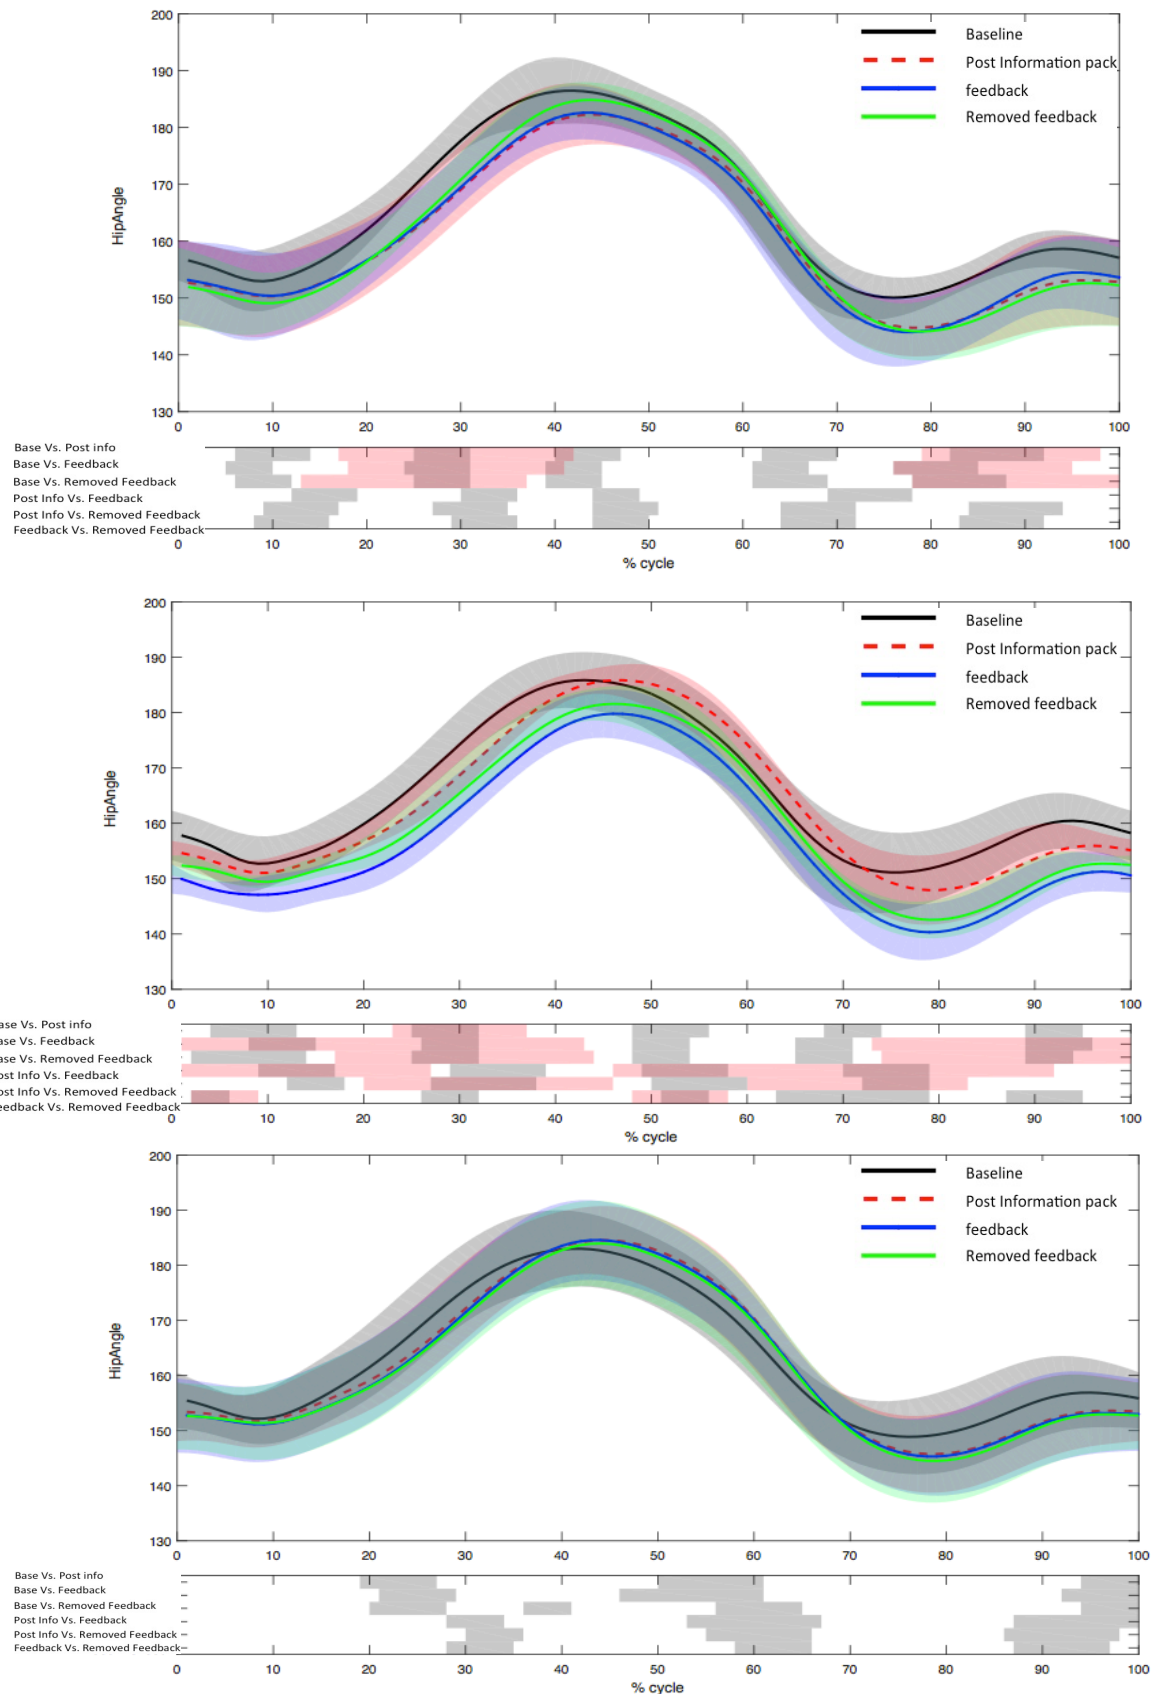 200
190
180
170
160
150
140
130
HipAngle
Baseline
Post Information pack
feedback
Removed feedback
0 10 20 30 40 50 60 70 80 90 100
Base Vs. Post info
Base Vs. Feedback
Base Vs. Removed Feedback
Post Info Vs. Feedback
Post Info Vs. Removed Feedback
Feedback Vs. Removed Feedback
0 10 20 30 40 50 60 70 80 90 100
% cycle
200
190
180
170
160
150
140
130
HipAngle
Baseline
Post Information pack
feedback
Removed feedback
0 10 20 30 40 50 60 70 80 90 100
ase Vs. Post info
ase Vs. Feedback
ase Vs. Removed Feedback
ost Info Vs. Feedback
ost Info Vs. Removed Feedback
eedback Vs. Removed Feedback
0 10 20 30 40 50 60 70 80 90 100
% cycle
200
190
180
170
160
150
140
130
HipAngle
Baseline
Post Information pack
feedback
Removed feedback
0 10 20 30 40 50 60 70 80 90 100
Base Vs. Post info
Base Vs. Feedback
Base Vs. Removed Feedback
Post Info Vs. Feedback
Post Info Vs. Removed Feedback
Feedback Vs. Removed Feedback
0 10 20 30 40 50 60 70 80 90 100
% cycle